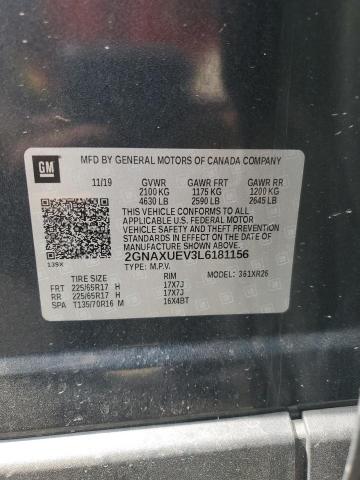 GM
MFD BY GENERAL MOTORS OF CANADA COMPANY
11/19 GVWR GAWR FRT GAWR RR
2100 KG 1175 KG 1200 KG
4630 LB 2590 LB 2645 LB
THIS VEHICLE CONFORMS TO ALL
APPLICABLE U.S. FEDERAL MOTOR
VEHICLE SAFETY, BUMPER, AND THEFT
PREVENTION STANDARDS IN EFFECT ON
THE DATE OF MANUFACTURE SHOWN ABOVE.
2GNAXUEV3L6181156
139X TYPE: M.P.V. MODEL: 361XR26
TIRE SIZE RIM
FRT 225/65R17 H 17X7J
RR 225/65R17 H 17X7J
SPA T135/70R16 M 16X4BT